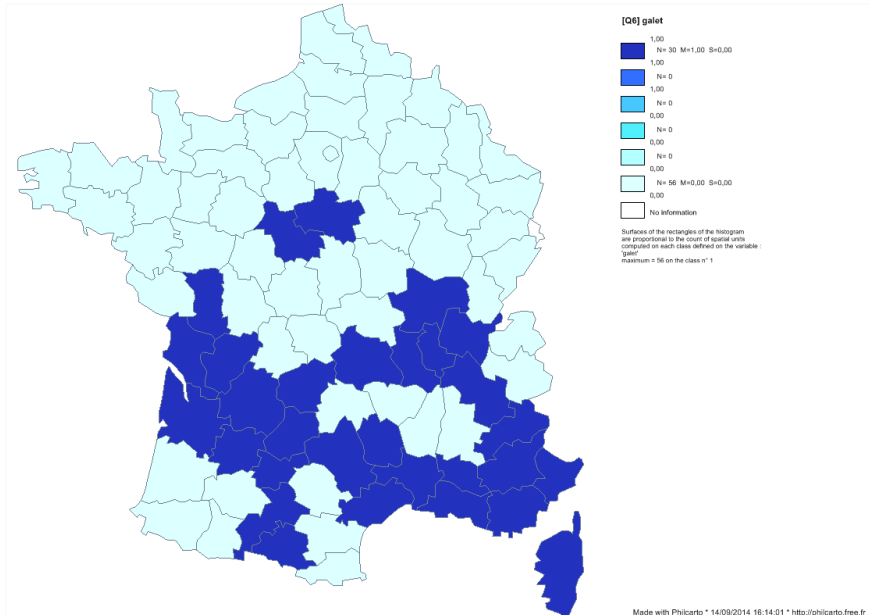 [Q6] galet
1,00
N= 30 M=1,00 S=0,00
1,00
N= 0
1,00
N= 0
0,00
N= 0
0,00
N= 0
0,00
N= 56 M=0,00 S=0,00
0,00
No information
Surfaces of the rectangles of the histogram
are proportional to the count of spatial units
computed on each class defined on the variable :
'galet'
maximum = 56 on the class n° 1
Made with Philcarto * 14/09/2014 16:14:01 * http://philcarto.free.fr